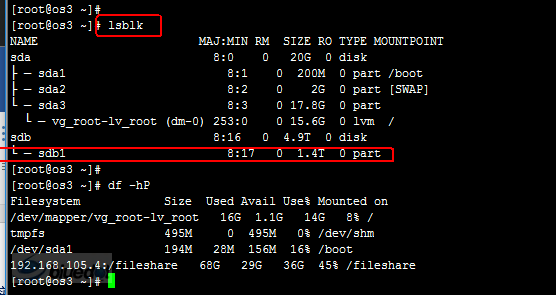 [root@os3 ~]#
[root@os3 ~]# lsblk
NAME MAJ:MIN RM SIZE RO TYPE MOUNTPOINT
sda 8:0 0 20G 0 disk
├─sda1 8:1 0 200M 0 part /boot
├─sda2 8:2 0 2G 0 part [SWAP]
└─sda3 8:3 0 17.8G 0 part
└─vg_root-lv_root (dm-0) 253:0 0 15.6G 0 lvm /
sdb 8:16 0 4.9T 0 disk
└─sdb1 8:17 0 1.4T 0 part
[root@os3 ~]#
[root@os3 ~]# df -hP
Filesystem Size Used Avail Use% Mounted on
/dev/mapper/vg_root-lv_root 16G 1.1G 14G 8% /
tmpfs 495M 0 495M 0% /dev/shm
/dev/sda1 194M 28M 156M 16% /boot
192.168.105.4:/fileshare 68G 29G 36G 45% /fileshare
[root@os3 ~]#